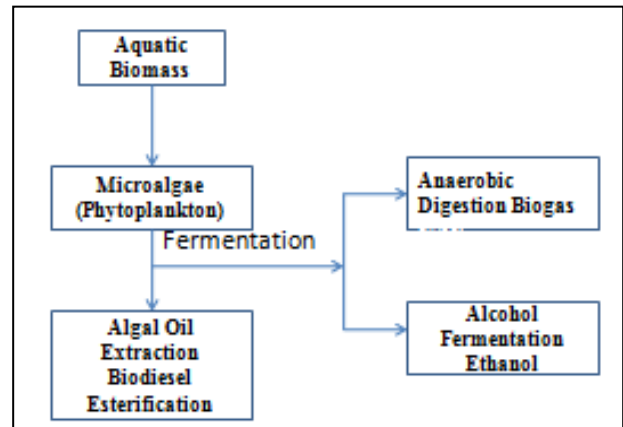 Aquatic
Biomass
Microalgae
(Phytoplankton)
Fermentation
Anaerobic
Digestion Biogas
Algal Oil
Extraction
Biodiesel
Esterification
Alcohol
Fermentation
Ethanol